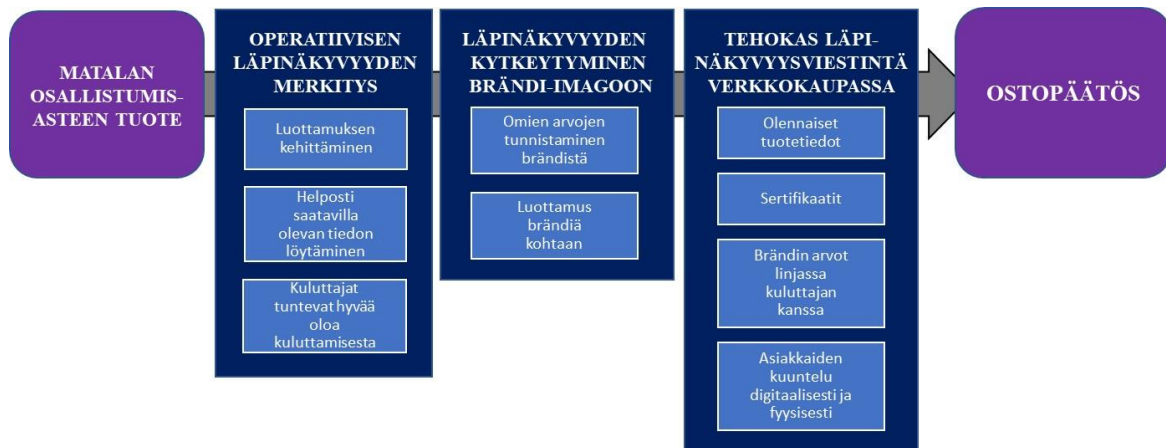 MATALAN
OSALLISTUMIS-
ASTEEN TUOTE
OPERATIIVISEN
LÄPINÄKYVYYDEN
MERKITYS
Luottamuksen
kehittäminen
Helposti
saatavilla
olevan tiedon
löytäminen
Kuluttajat
tuntevat hyvää
oloa
kuluttamisesta
LÄPINÄKYVYYDEN
KYTKEYTYMINEN
BRÄNDI-IMAGOON
Omien arvojen
tunnistaminen
brändistä
Luottamus
brändiä
kohtaan
TEHOKAS LÄPI-
NÄKYVYYSVIESTINTÄ
VERKKOKAUPASSA
Olennaiset
tuotetiedot
Sertifikaatit
Brändin arvot
linjassa
kuluttajan
kanssa
Asiakkaiden
kuuntelu
digitaalisesti ja
fyysisesti
OSTOPÄÄTÖS